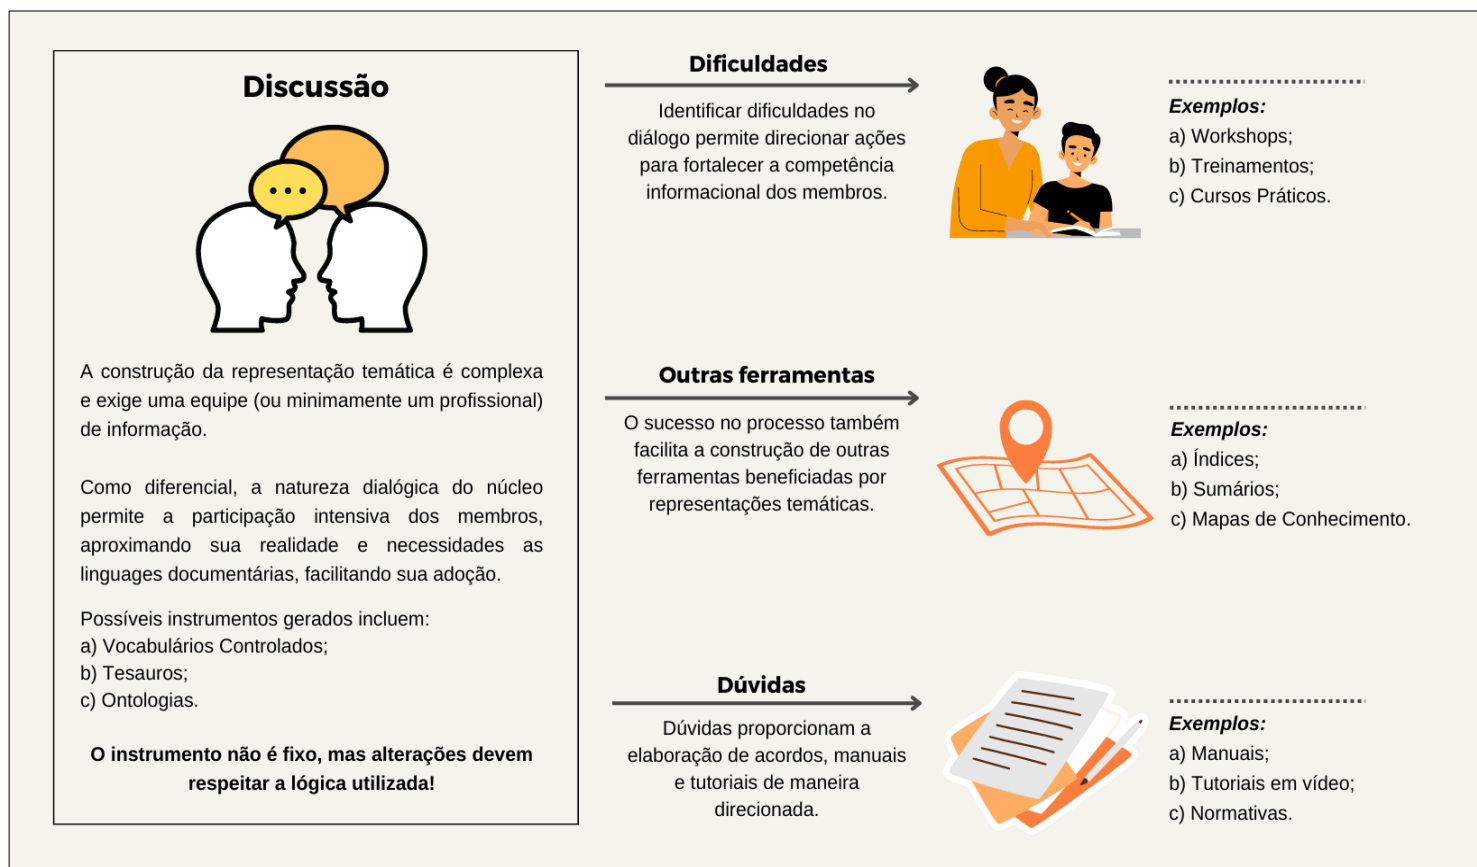 Discussão
A construção da representação temática é complexa
e exige uma equipe (ou minimamente um profissional)
de informação.
Como diferencial, a natureza dialógica do núcleo
permite a participação intensiva dos membros,
aproximando sua realidade e necessidades as
linguages documentárias, facilitando sua adoção.
Possíveis instrumentos gerados incluem:
a) Vocabulários Controlados;
b) Tesauros;
c) Ontologias.
O instrumento não é fixo, mas alterações devem
respeitar a lógica utilizada!
Dificuldades
Identificar dificuldades no
diálogo permite direcionar ações
para fortalecer a competência
informacional dos membros.
Exemplos:
a) Workshops;
b) Treinamentos;
c) Cursos Práticos.
Outras ferramentas
O sucesso no processo também
facilita a construção de outras
ferramentas beneficiadas por
representações temáticas.
Exemplos:
a) Índices;
b) Sumários;
c) Mapas de Conhecimento.
Dúvidas
Dúvidas proporcionam a
elaboração de acordos, manuais
e tutoriais de maneira
direcionada.
Exemplos:
a) Manuais;
b) Tutoriais em vídeo;
c) Normativas.